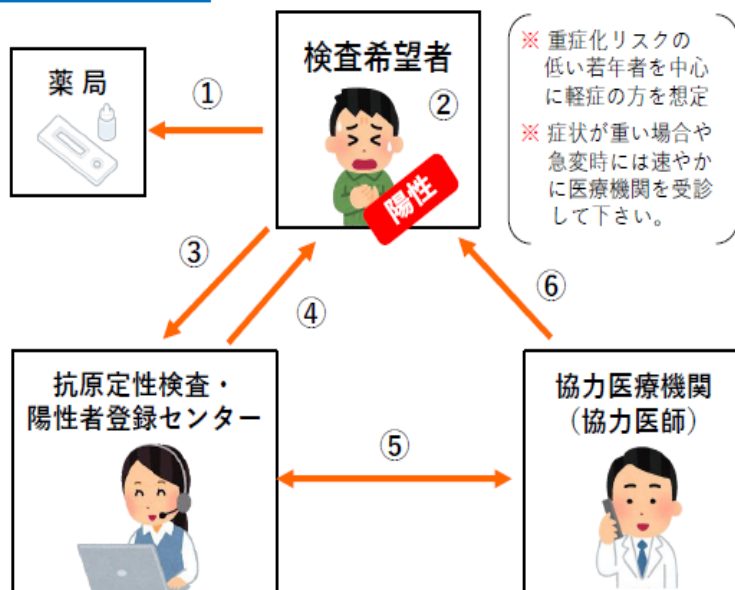 薬局
①
検査希望者
②
陽性
※ 重症化リスクの
低い若年者を中心
に軽症の方を想定
※ 症状が重い場合や
急変時には速やか
に医療機関を受診
して下さい。
③
④
⑥
抗原定性検査・
陽性者登録センター
⑤
協力医療機関
（協力医師）